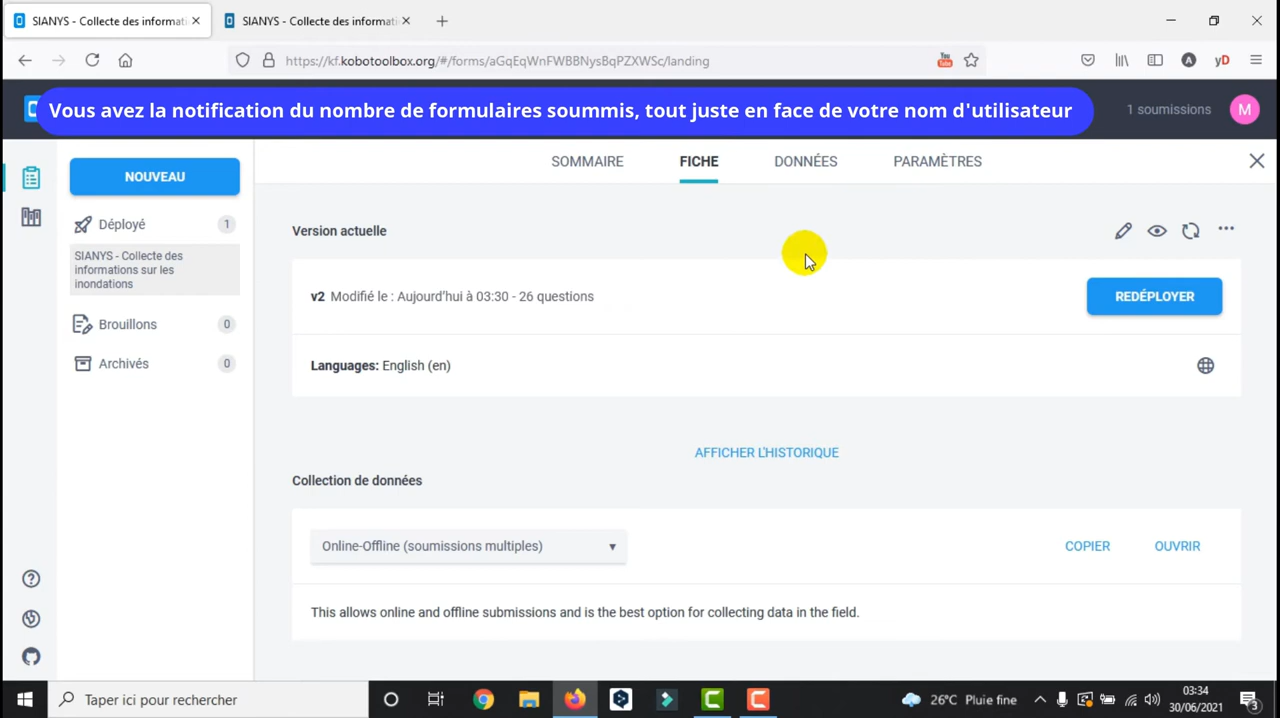 SIANYS - Collecte des informati
SIANYS - Collecte des informati
https://kf.kobotoolbox.org/#/forms/aGqEqWnFWBBNysBqPZXWSc/landing
Vous avez la notification du nombre de formulaires soummis, tout juste en face de votre nom d'utilisateur
1 soumissions
M
NOUVEAU
SOMMAIRE
FICHE
DONNÉES
PARAMÈTRES
Déployé 1
SIANYS - Collecte des
informations sur les
inondations
Brouillons 0
Archivés 0
Version actuelle
v2 Modifié le : Aujourd'hui à 03:30 - 26 questions
REDÉPLOYER
Languages: English (en)
AFFICHER L'HISTORIQUE
Collection de données
Online-Offline (soumissions multiples)
COPIER
OUVRIR
This allows online and offline submissions and is the best option for collecting data in the field.
Taper ici pour rechercher
26°C Pluie fine
03:34
30/06/2021
3